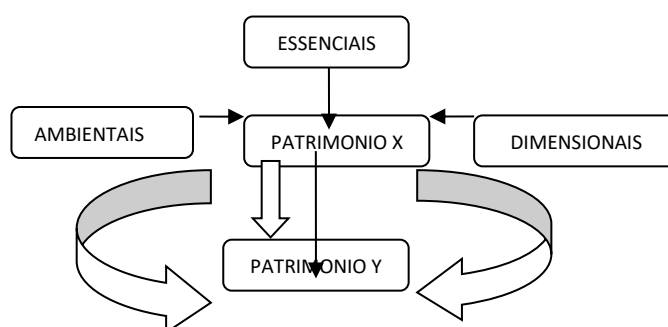 ESSENCIAIS
AMBIENTAIS
PATRIMONIO X
DIMENSIONAIS
PATRIMONIO Y